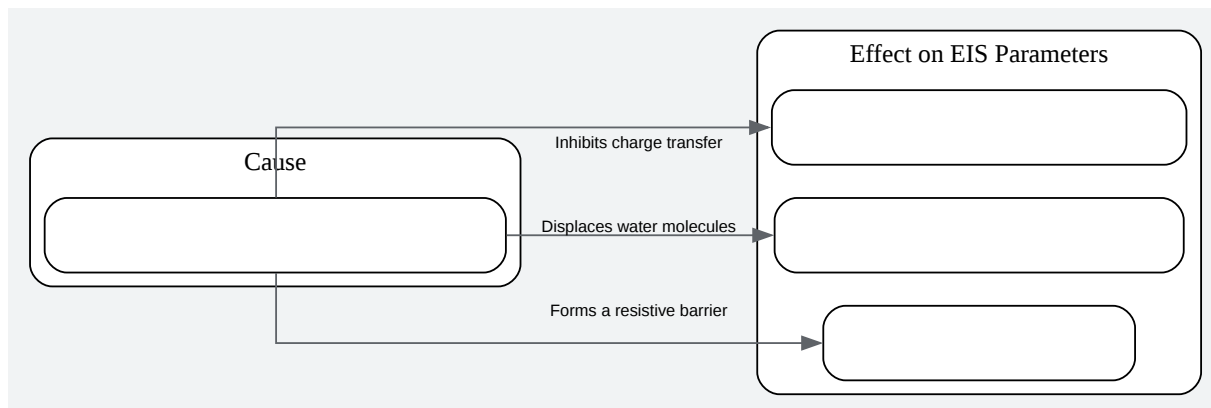 Effect on EIS Parameters
Inhibits charge transfer
Cause
Displaces water molecules
Forms a resistive barrier